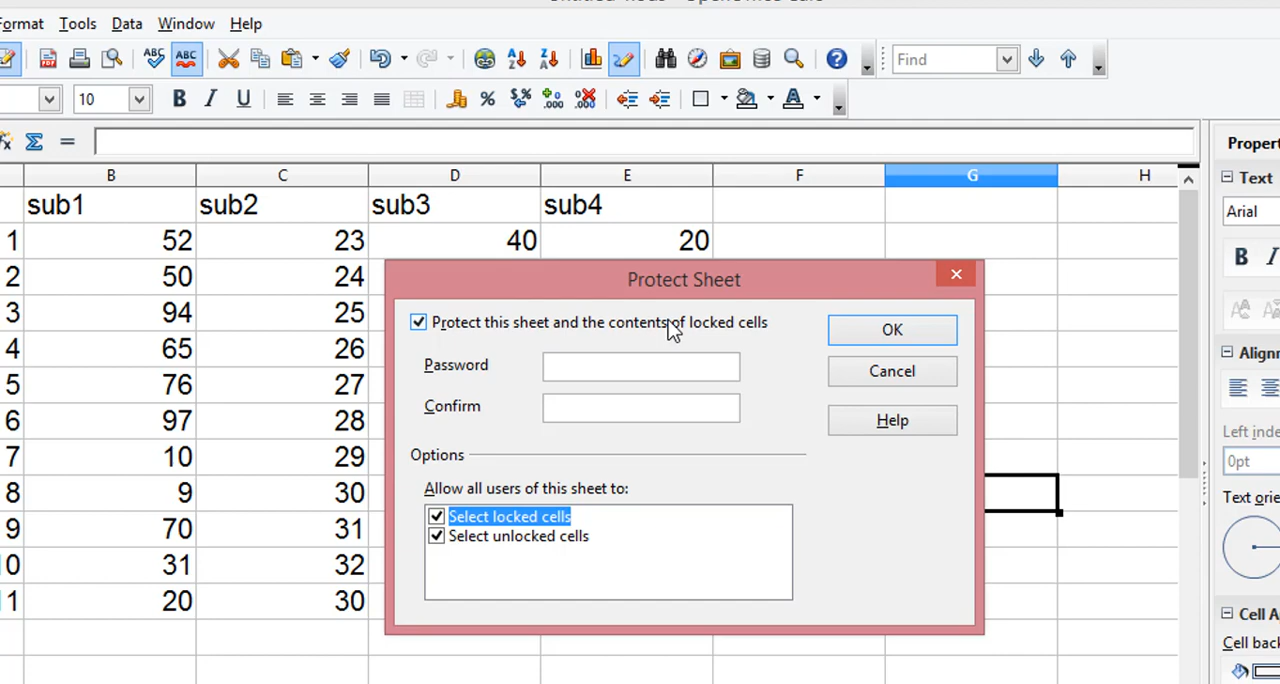 Format Tools Data Window Help
Find
10
B C D E F G H
Propert
Text
Arial
sub1 sub2 sub3 sub4
1 52 23 40 20
2 50 24
3 94 25
4 65 26
5 76 27
6 97 28
7 10 29
8 9 30
9 70 31
10 31 32
11 20 30
Protect Sheet
Protect this sheet and the contents of locked cells
OK
Password
Cancel
Confirm
Help
Options
Allow all users of this sheet to:
Select locked cells
Select unlocked cells
Alignm
Left inde
0pt
Text orie
Cell A
Cell back